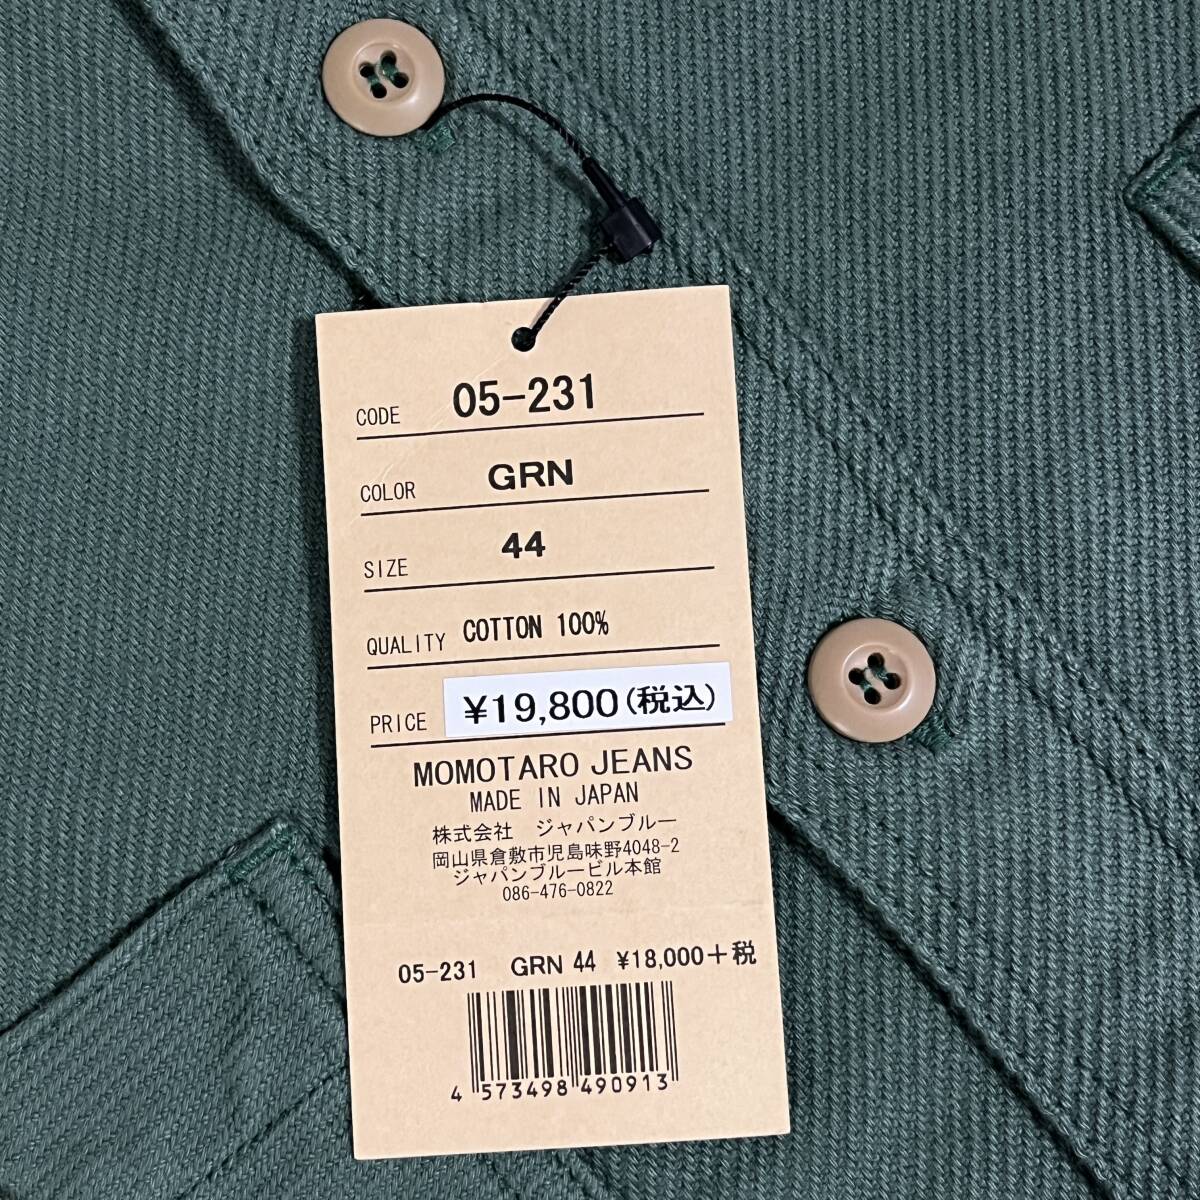 CODE 05-231
COLOR GRN
SIZE 44
QUALITY COTTON 100%
PRICE ¥19,800(税込)
MOMOTARO JEANS
MADE IN JAPAN
株式会社 ジャパンブルー
岡山県倉敷市児島味野4048-2
ジャパンブルービル本館
086-476-0822
05-231 GRN 44 ¥18,000+税
4 573498 490913